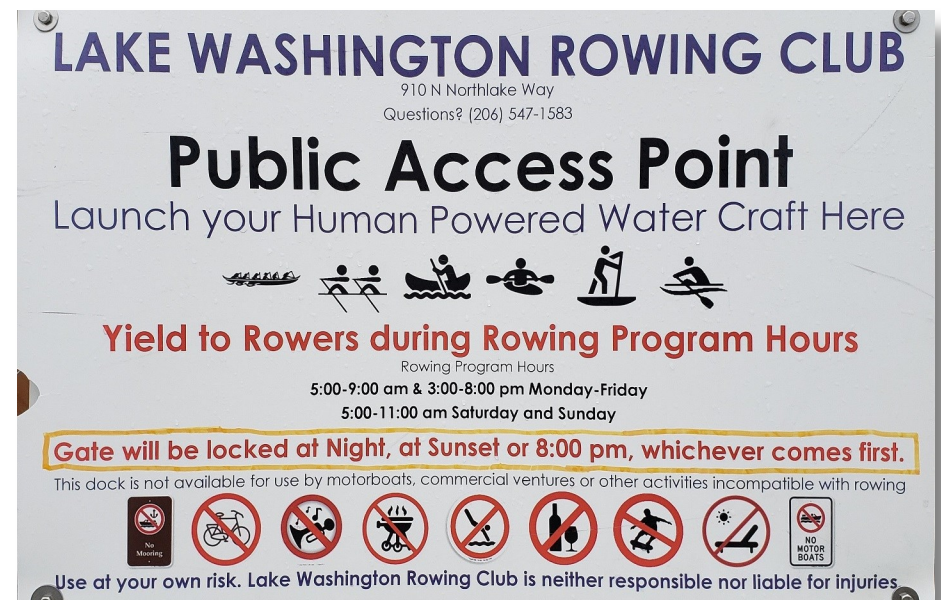 LAKE WASHINGTON ROWING CLUB
910 N Northlake Way
Questions? (206) 547-1583
Public Access Point
Launch your Human Powered Water Craft Here
Yield to Rowers during Rowing Program Hours
Rowing Program Hours
5:00-9:00 am & 3:00-8:00 pm Monday-Friday
5:00-11:00 am Saturday and Sunday
Gate will be locked at Night, at Sunset or 8:00 pm, whichever comes first.
This dock is not available for use by motorboats, commercial ventures or other activities incompatible with rowing
No
Mooring
NO
MOTOR
BOATS
Use at your own risk. Lake Washington Rowing Club is neither responsible nor liable for injuries.